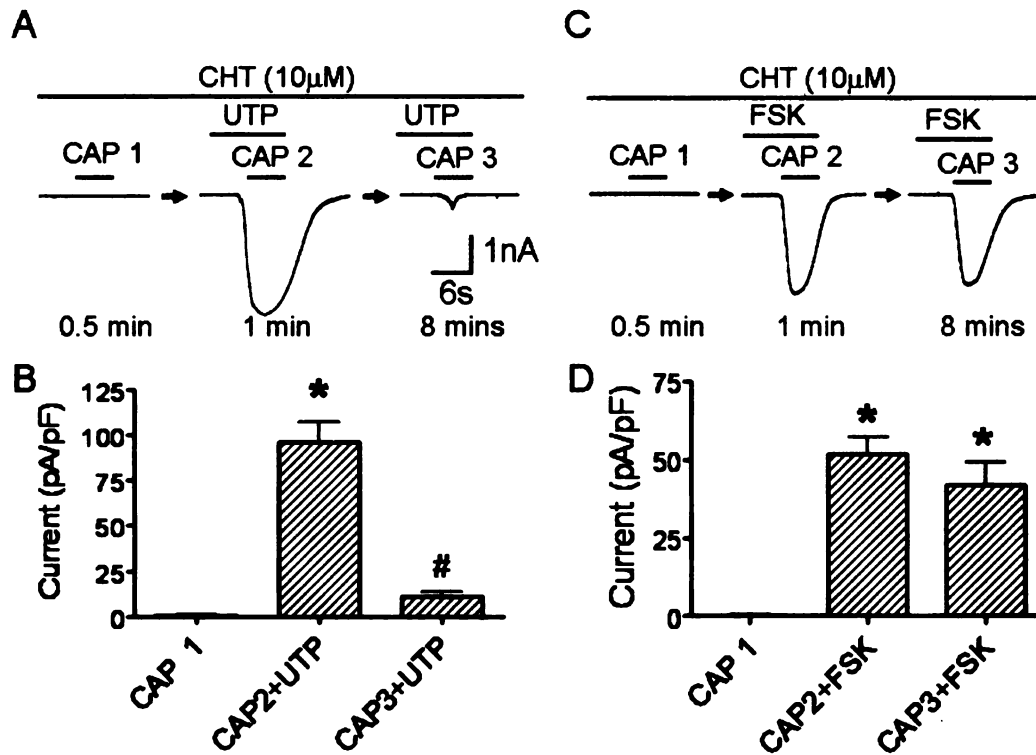 A
CHT (10µM)
UTP UTP
CAP 1 CAP 2 CAP 3
1nA
6s
0.5 min 1 min 8 mins
B
Current (pA/pF)
125
100
75
50
25
0
*
#
CAP 1
CAP2+UTP
CAP3+UTP
C
CHT (10µM)
FSK FSK
CAP 1 CAP 2 CAP 3
0.5 min 1 min 8 mins
D
Current (pA/pF)
75
50
25
0
*
*
CAP 1
CAP2+FSK
CAP3+FSK